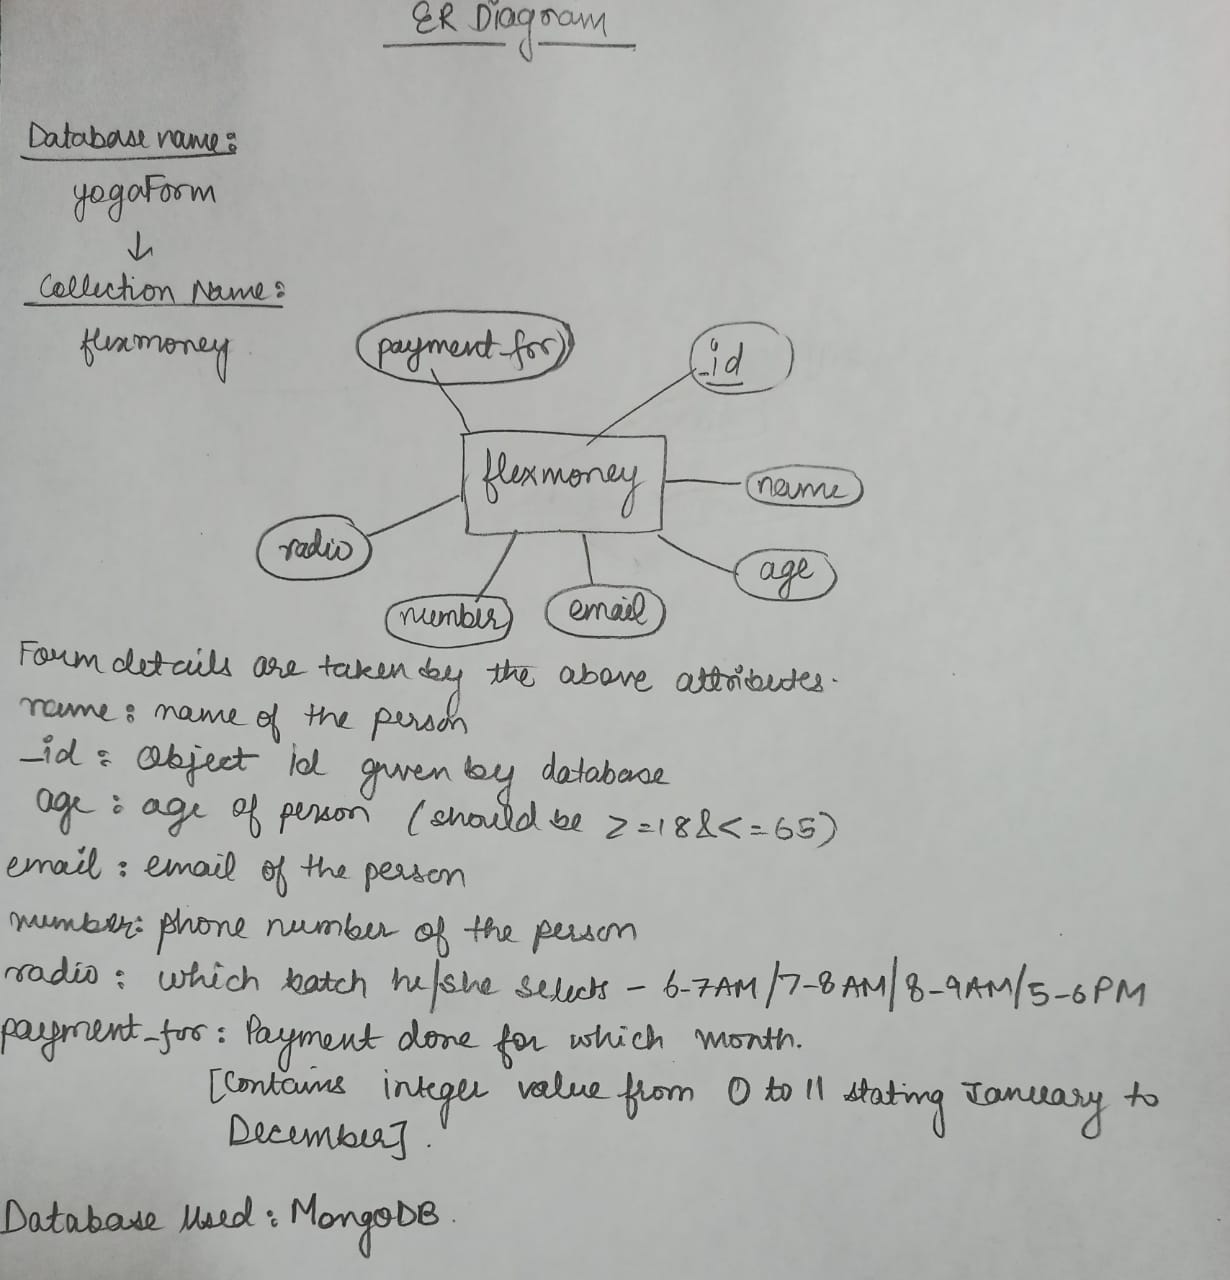 ER Diagram
Database name:
yogaForm
Collection Name:
flexmoney
payment_for
_id
flexmoney
name
radio
age
number
email
Form details are taken by the above attributes.
name: name of the person
_id: Object id given by database
age: age of person (should be >=18&<=65)
email: email of the person
number: phone number of the person
radio: which batch he/she selects - 6-7AM/7-8AM/8-9AM/5-6PM
payment_for: Payment done for which month.
[Contains integer value from 0 to 11 stating January to
December].
Database Used: MongoDB.